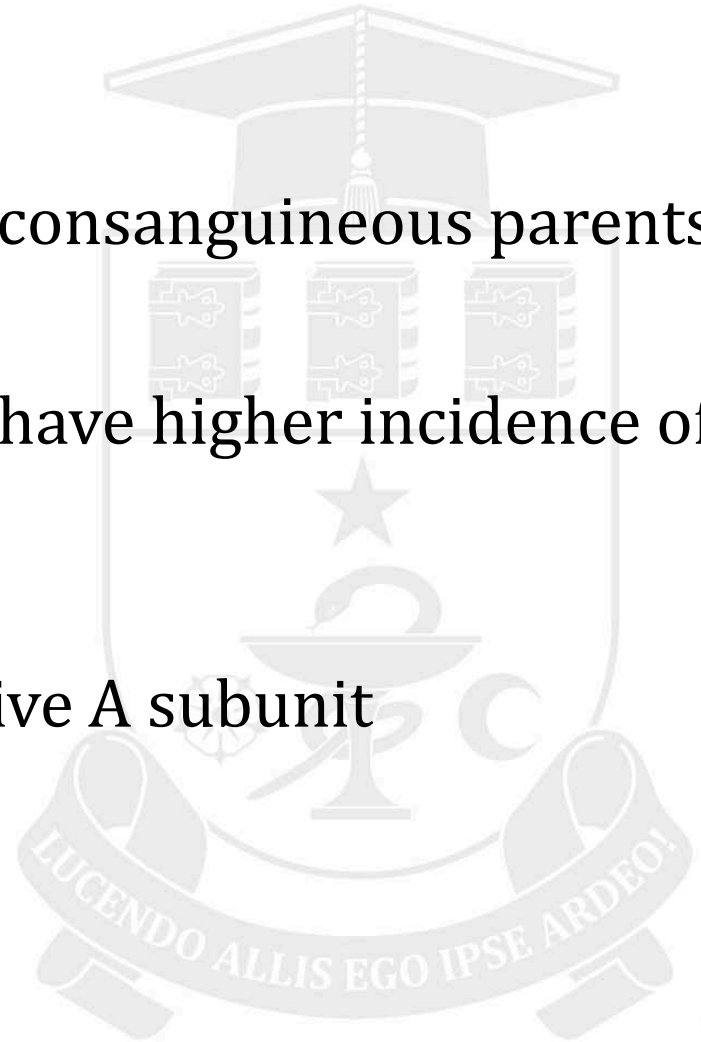 consanguineous parents
have higher incidence of
ive A subunit
LUCENDO ALLIS EGO IPSE ARDEO!